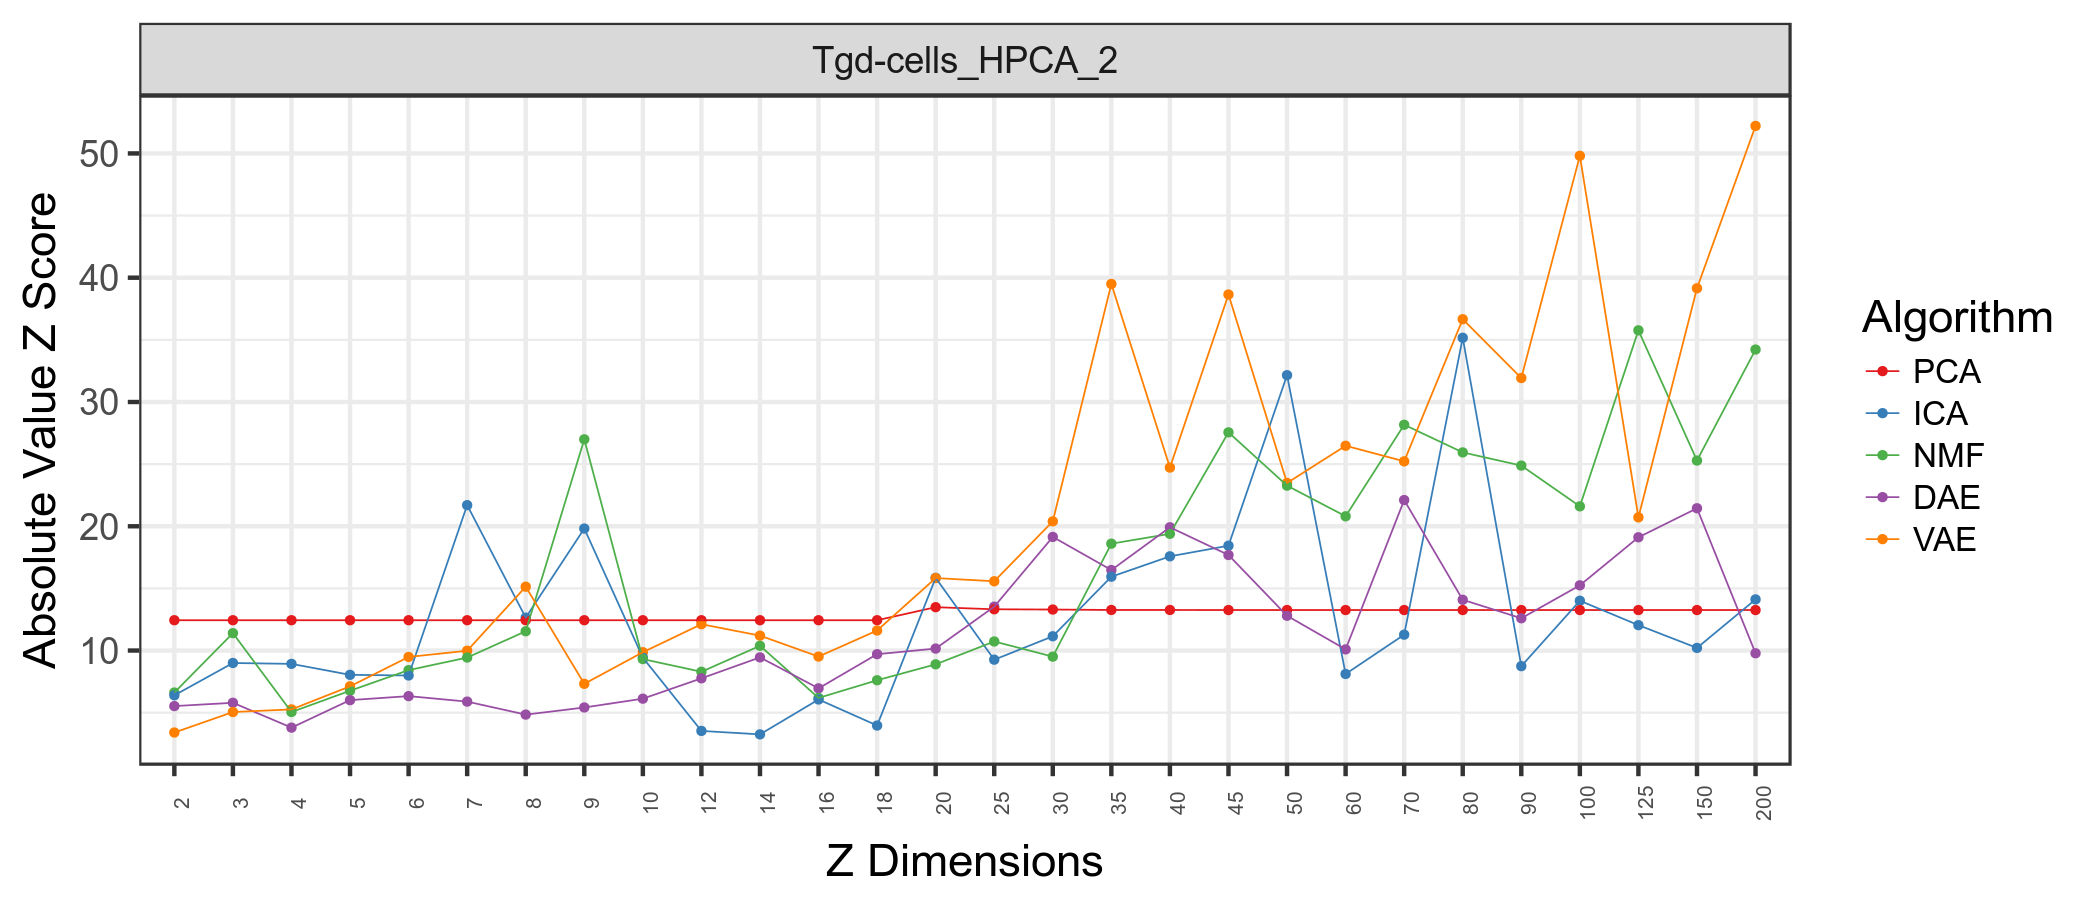 Tgd-cells_HPCA_2
Absolute Value Z Score
50
40
30
20
10
2 3 4 5 6 7 8 9 10 12 14 16 18 20 25 30 35 40 45 50 60 70 80 90 100 125 150 200
Z Dimensions
Algorithm
PCA
ICA
NMF
DAE
VAE